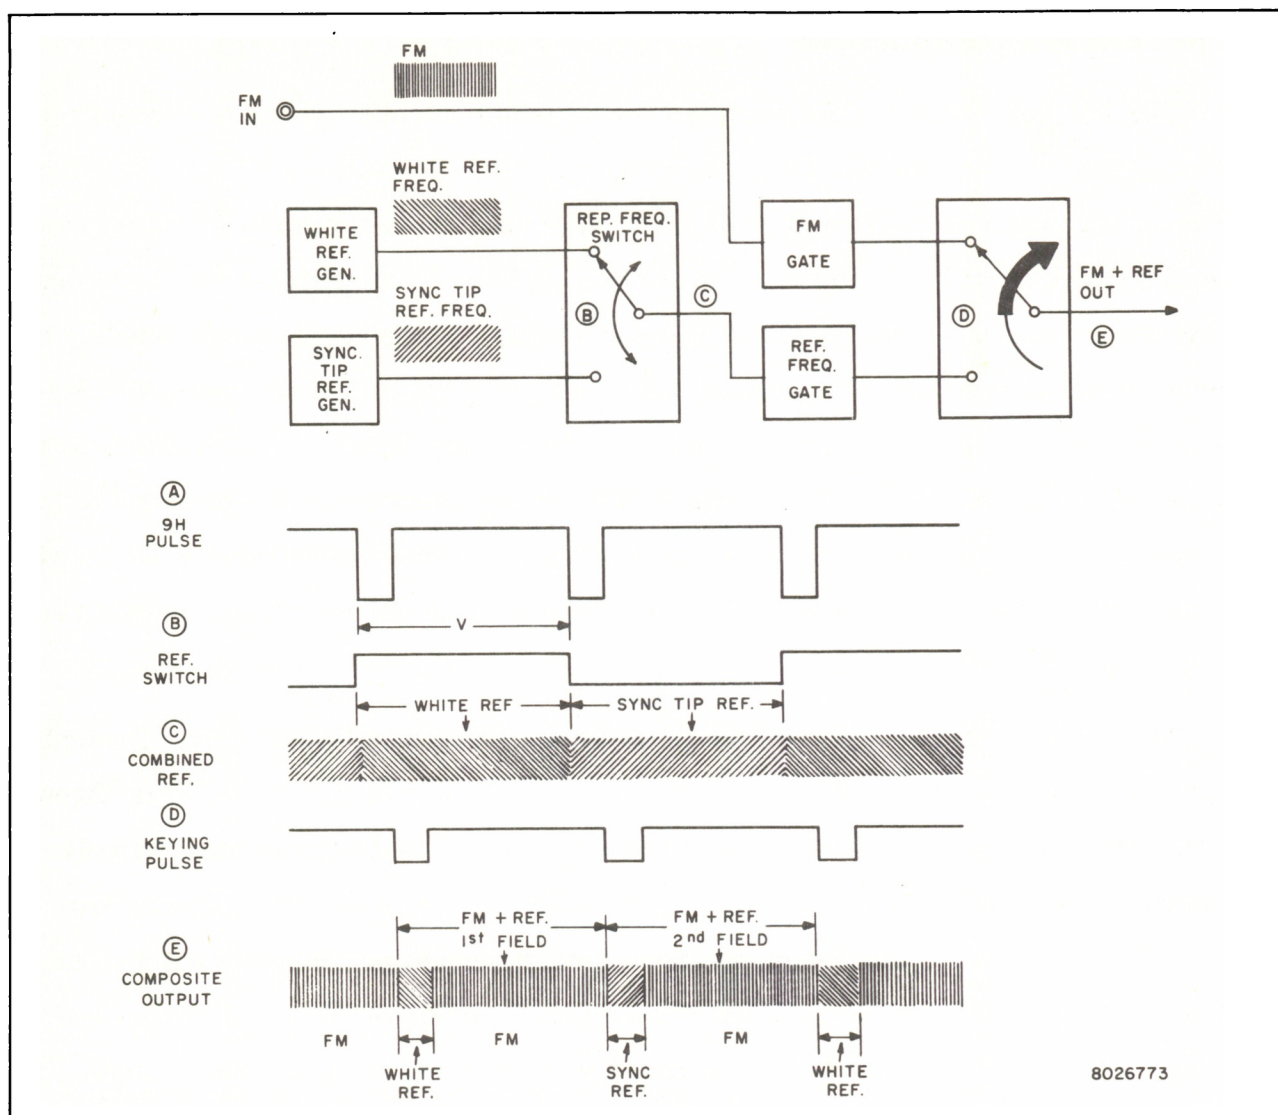 FM
FM
IN
WHITE REF.
FREQ.
WHITE
REF.
GEN.
REP. FREQ.
SWITCH
FM
GATE
SYNC TIP
REF. FREQ.
B
C
D
FM + REF
OUT
E
SYNC.
TIP
REF.
GEN.
REF.
FREQ.
GATE
A
9H
PULSE
B
V
REF.
SWITCH
WHITE REF
SYNC TIP REF.
C
COMBINED
REF.
D
KEYING
PULSE
FM + REF.
1st FIELD
FM + REF.
2nd FIELD
E
COMPOSITE
OUTPUT
FM
FM
FM
WHITE
REF.
SYNC
REF.
WHITE
REF.
8026773